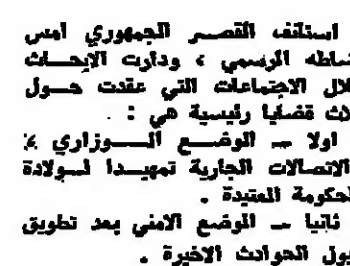 استانف القصر الجمهوري امس
نشاطه الرسمي ، ودارت الابحاث
خلال الاجتماعات التي عقدت حول
ثلاث قضايا رئيسية هي :
اولا — الوضع الوزاري
الاتصالات الجارية تمهيدا لولادة
الحكومة العتيدة .
ثانيا — الوضع الامني بعد تطويق
ذيول الحوادث الاخيرة .